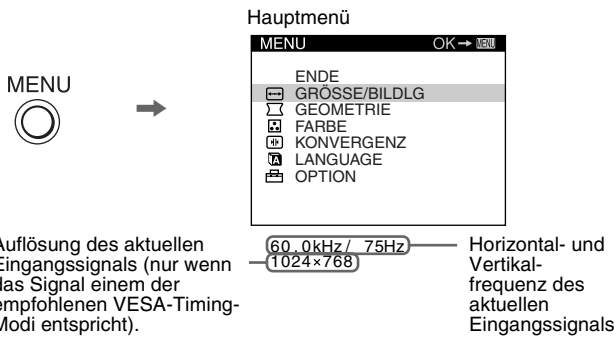 Hauptmenü
MENU OK→ MENU
MENU
ENDE
GRÖSSE/BILDLG
GEOMETRIE
FARBE
KONVERGENZ
LANGUAGE
OPTION
Auflösung des aktuellen
Eingangssignals (nur wenn
das Signal einem der
empfohlenen VESA-Timing-
Modi entspricht).
60.0kHz/ 75Hz
1024×768
Horizontal- und
Vertikal-
frequenz des
aktuellen
Eingangssignals